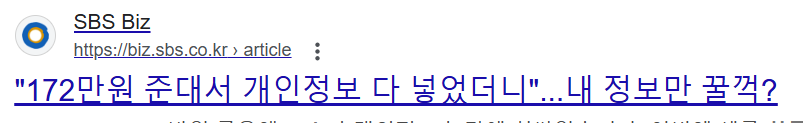 SBS Biz
https://biz.sbs.co.kr › article
"172만원 준대서 개인정보 다 넣었더니"...내 정보만 꿀꺽?